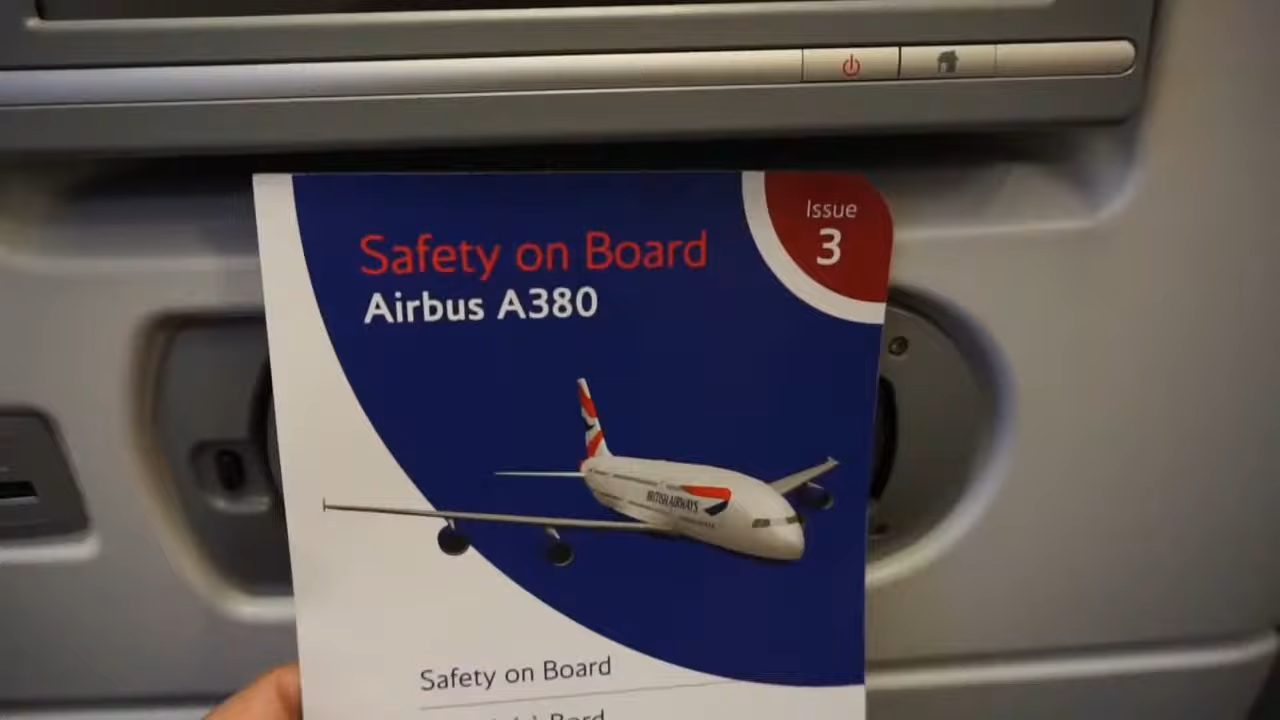 Issue
3
Safety on Board
Airbus A380
BRITISH AIRWAYS
Safety on Board